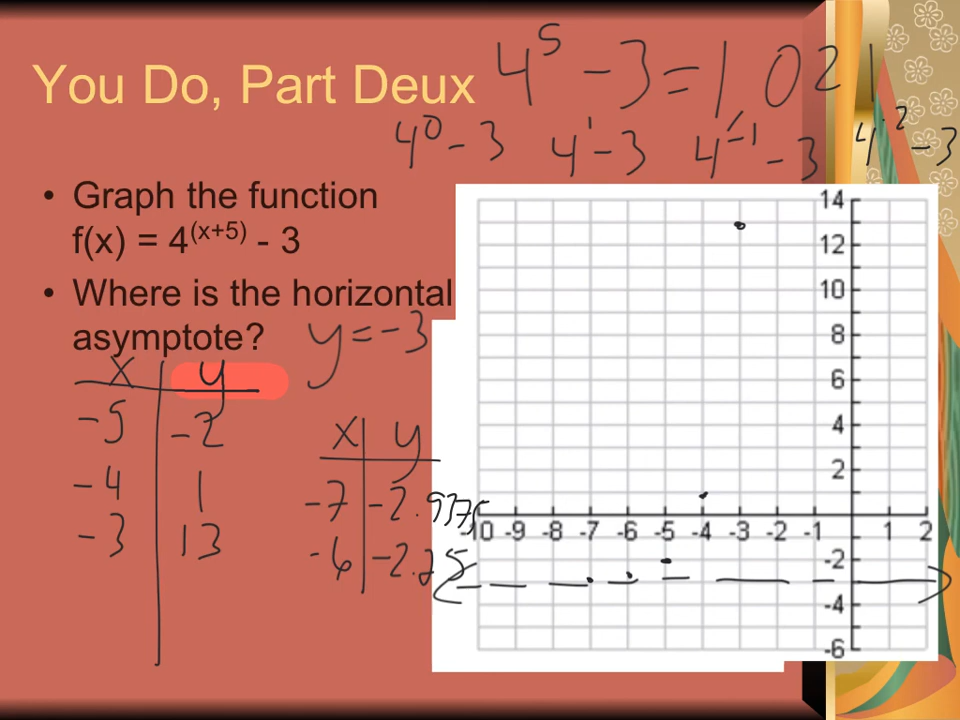 You Do, Part Deux
4⁵ - 3 = 1,021
4⁰ - 3 4¹ - 3 4⁻¹ - 3 4⁻² - 3
• Graph the function
f(x) = 4⁽ˣ⁺⁵⁾ - 3
• Where is the horizontal
asymptote?
y = -3
x y
-5 -2
-4 1
-3 13
x y
-7 -2.9375
-6 -2.25
14
12
10
8
6
4
2
-10 -9 -8 -7 -6 -5 -4 -3 -2 -1 1 2
-2
-4
-6